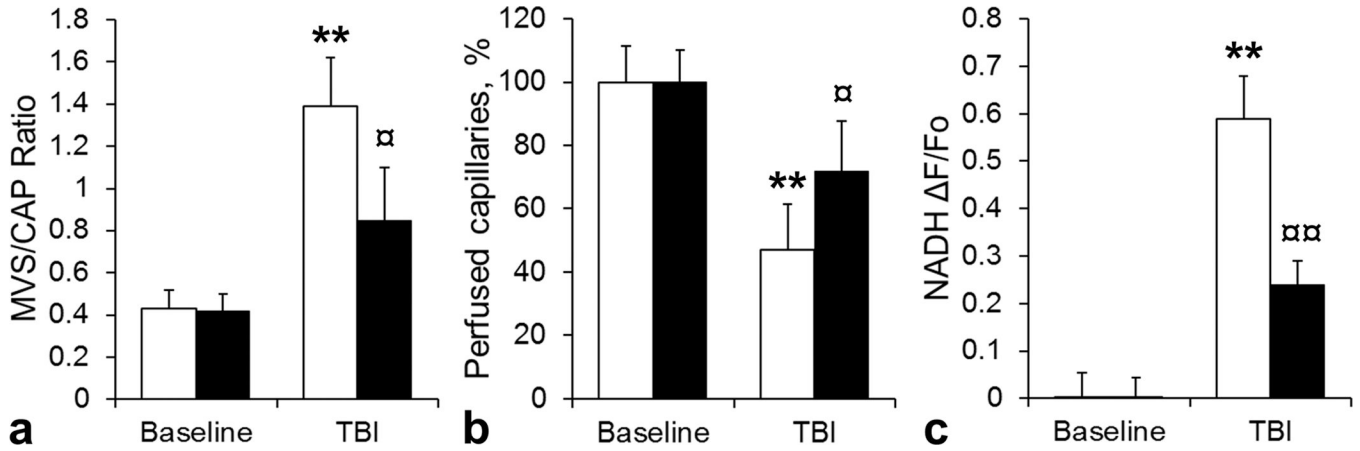 MVS/CAP Ratio
1.8
1.6
1.4
1.2
1
0.8
0.6
0.4
0.2
0
**
¤
Baseline
TBI
a
Perfused capillaries, %
120
100
80
60
40
20
0
**
¤
Baseline
TBI
b
NADH ΔF/Fo
0.8
0.7
0.6
0.5
0.4
0.3
0.2
0.1
0
**
¤¤
Baseline
TBI
c